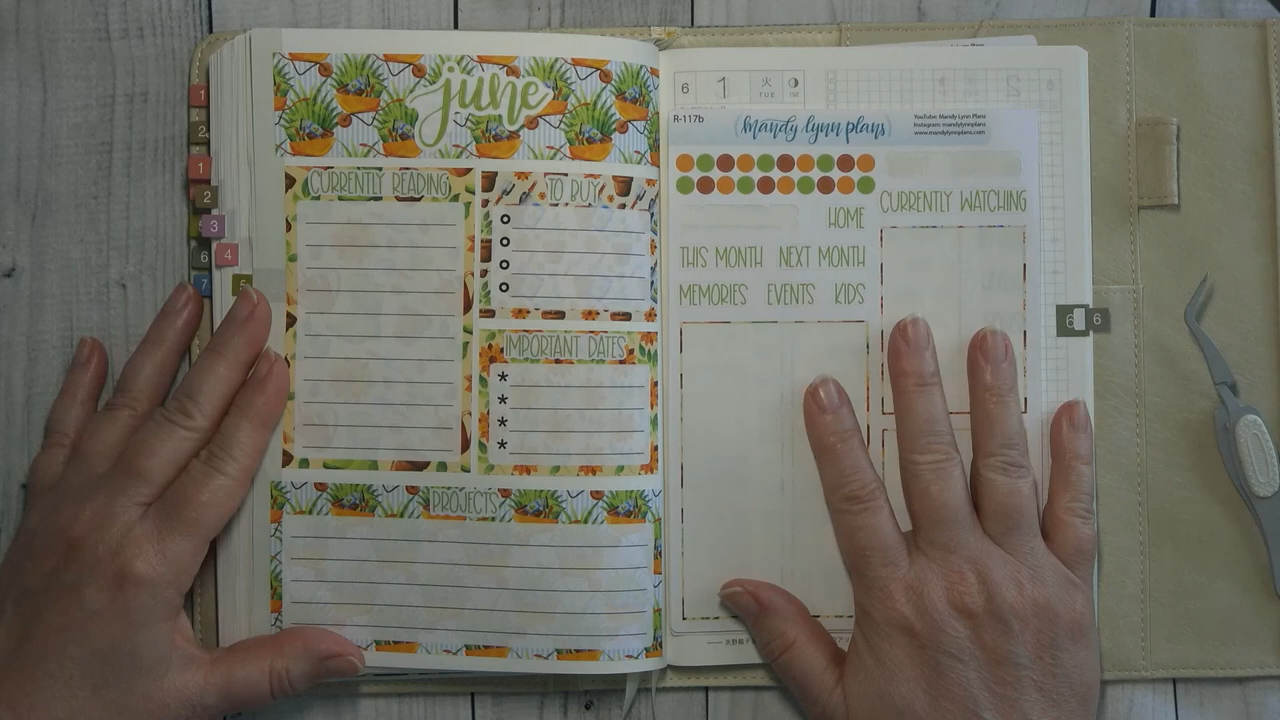 june
CURRENTLY READING
TO BUY
IMPORTANT DATES
*
*
*
*
PROJECTS
1
2
1
2
3
6
4
7
5
6
1
火
TUE
152
R-117b
mandy lynn plans
YouTube: Mandy Lynn Plans
Instagram: mandylynnplans
www.mandylynnplans.com
CURRENTLY WATCHING
HOME
THIS MONTH
NEXT MONTH
MEMORIES
EVENTS
KIDS
6
6